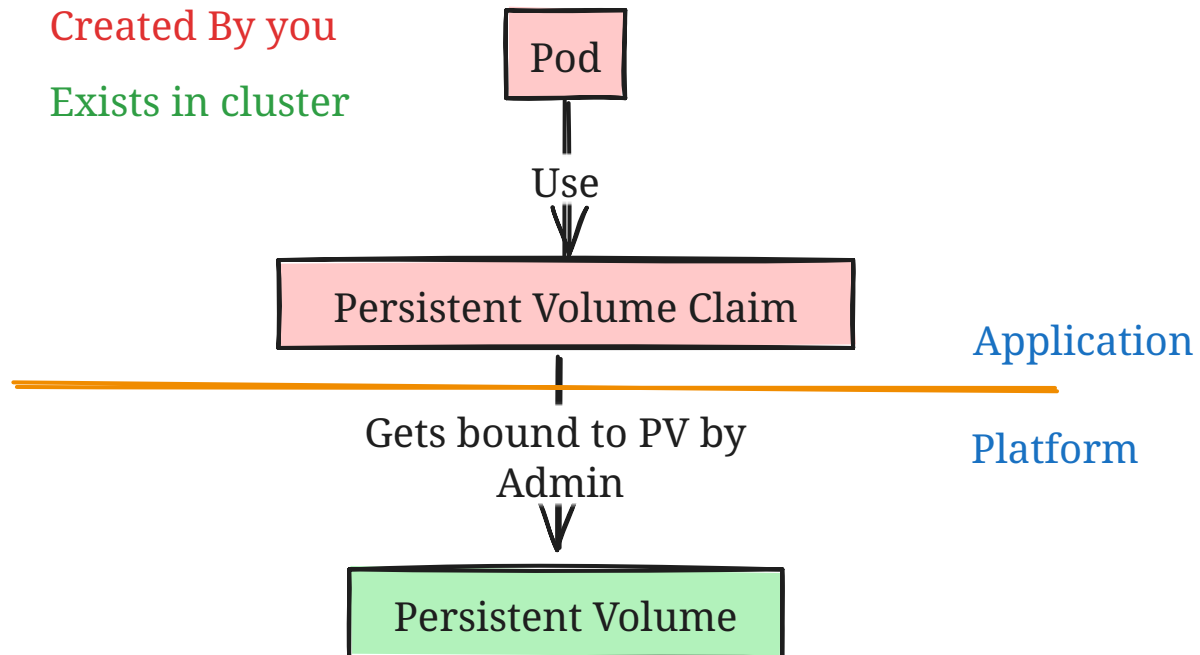 Created By you
Exists in cluster
Pod
Use
Persistent Volume Claim
Application
Gets bound to PV by
Admin
Platform
Persistent Volume